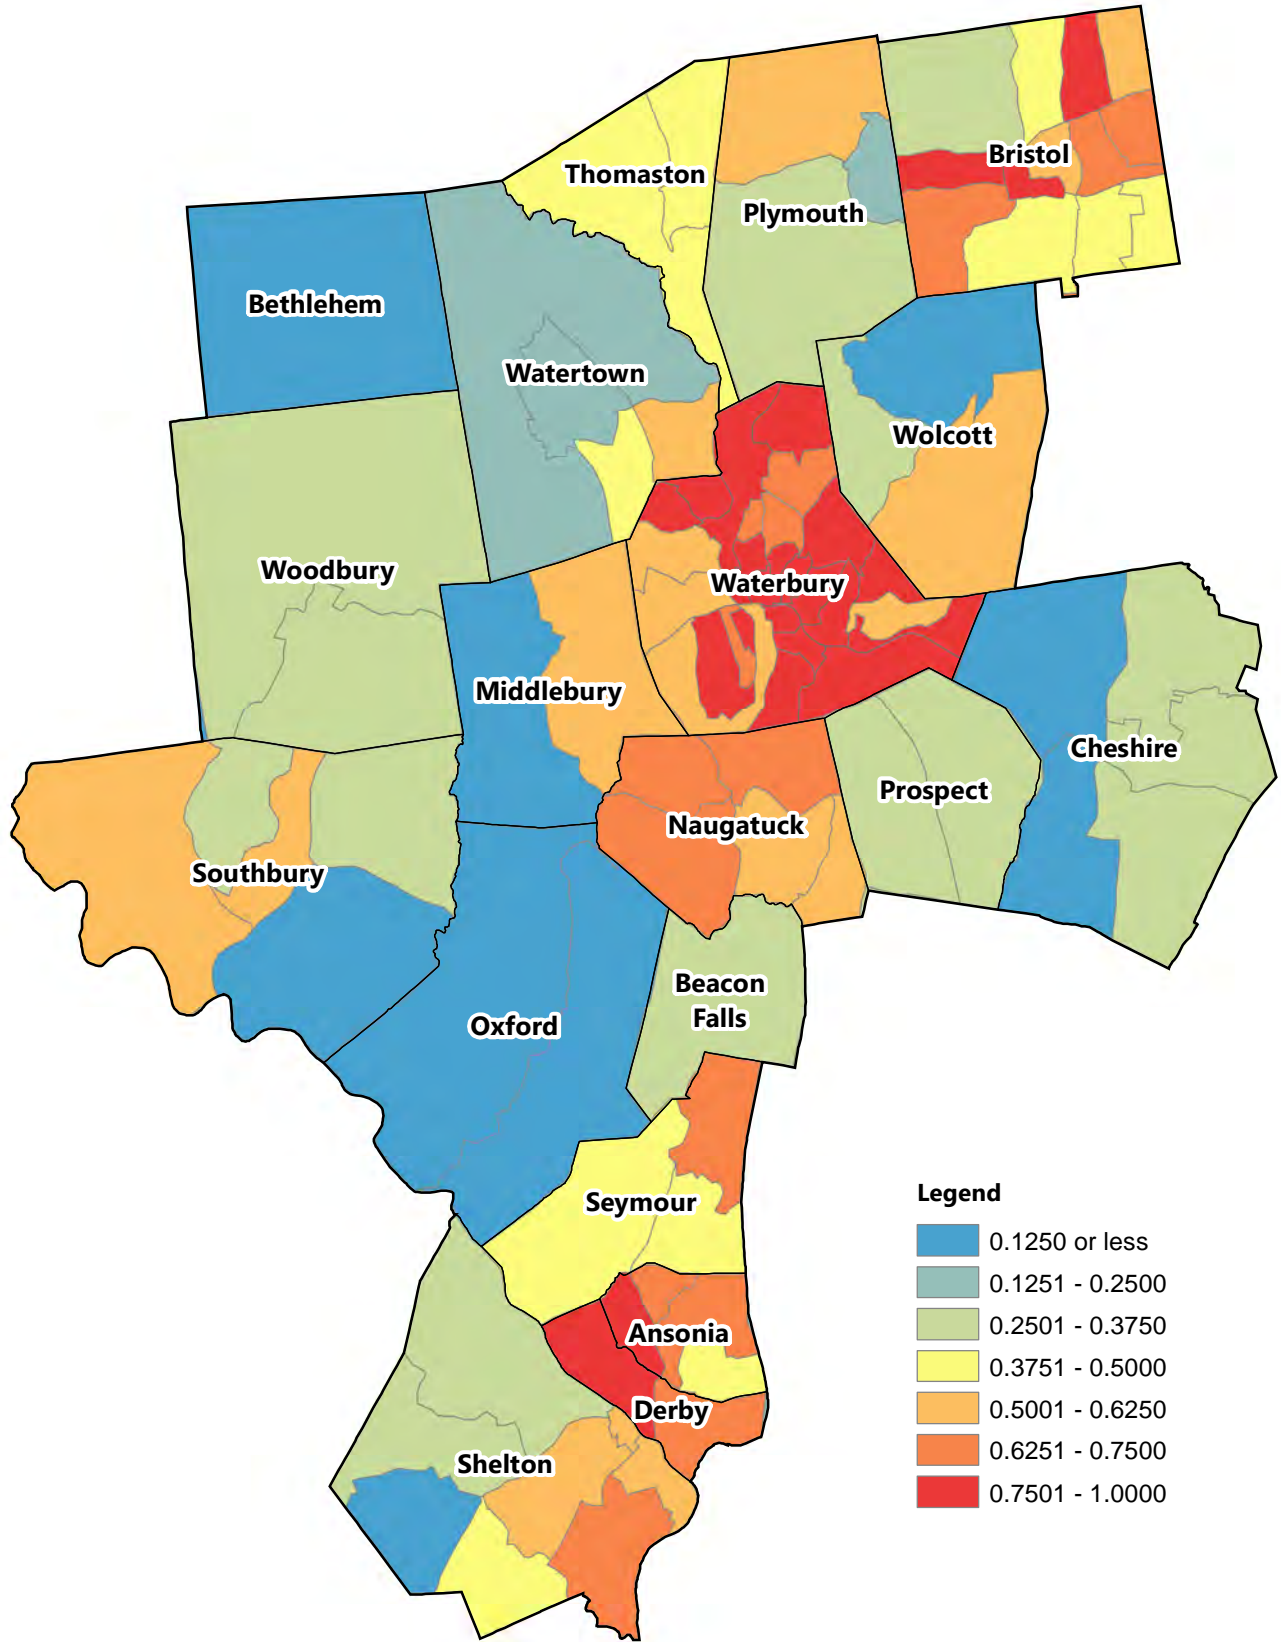 Bristol
Thomaston
Plymouth
Bethlehem
Watertown
Wolcott
Woodbury
Waterbury
Middlebury
Cheshire
Prospect
Naugatuck
Southbury
Beacon
Falls
Oxford
Seymour
Ansonia
Derby
Shelton
Legend
0.1250 or less
0.1251 - 0.2500
0.2501 - 0.3750
0.3751 - 0.5000
0.5001 - 0.6250
0.6251 - 0.7500
0.7501 - 1.0000